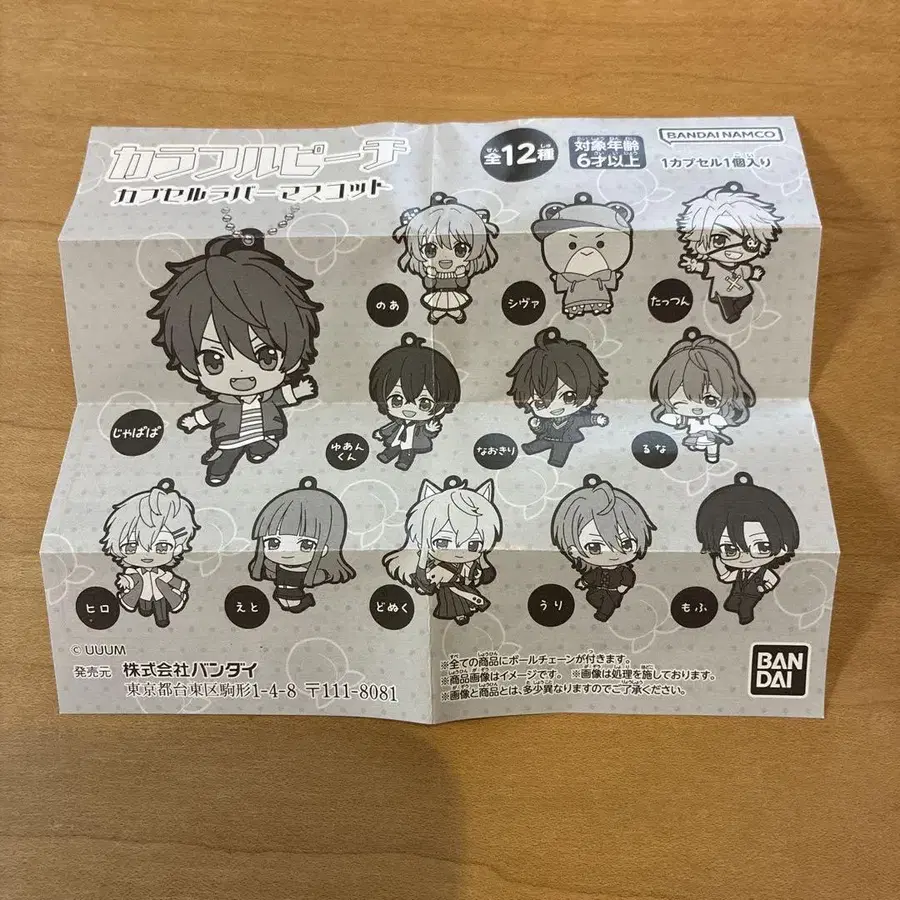 カラフルピーチ
カプセルラバーマスコット
全12種
対象年齢
6才以上
BANDAI NAMCO
1カプセル1個入り
のあ
シヴァ
たっつん
じゃぱぱ
ゆあん
くん
なおきり
るな
ヒロ
えと
どぬく
うり
もふ
© UUUM
発売元 株式会社バンダイ
東京都台東区駒形1-4-8 〒111-8081
※全ての商品にボールチェーンが付きます。
※商品画像はイメージです。 ※画像は処理を施しております。
※画像と商品とは、多少異なりますのでご了承ください。
BAN
DAI